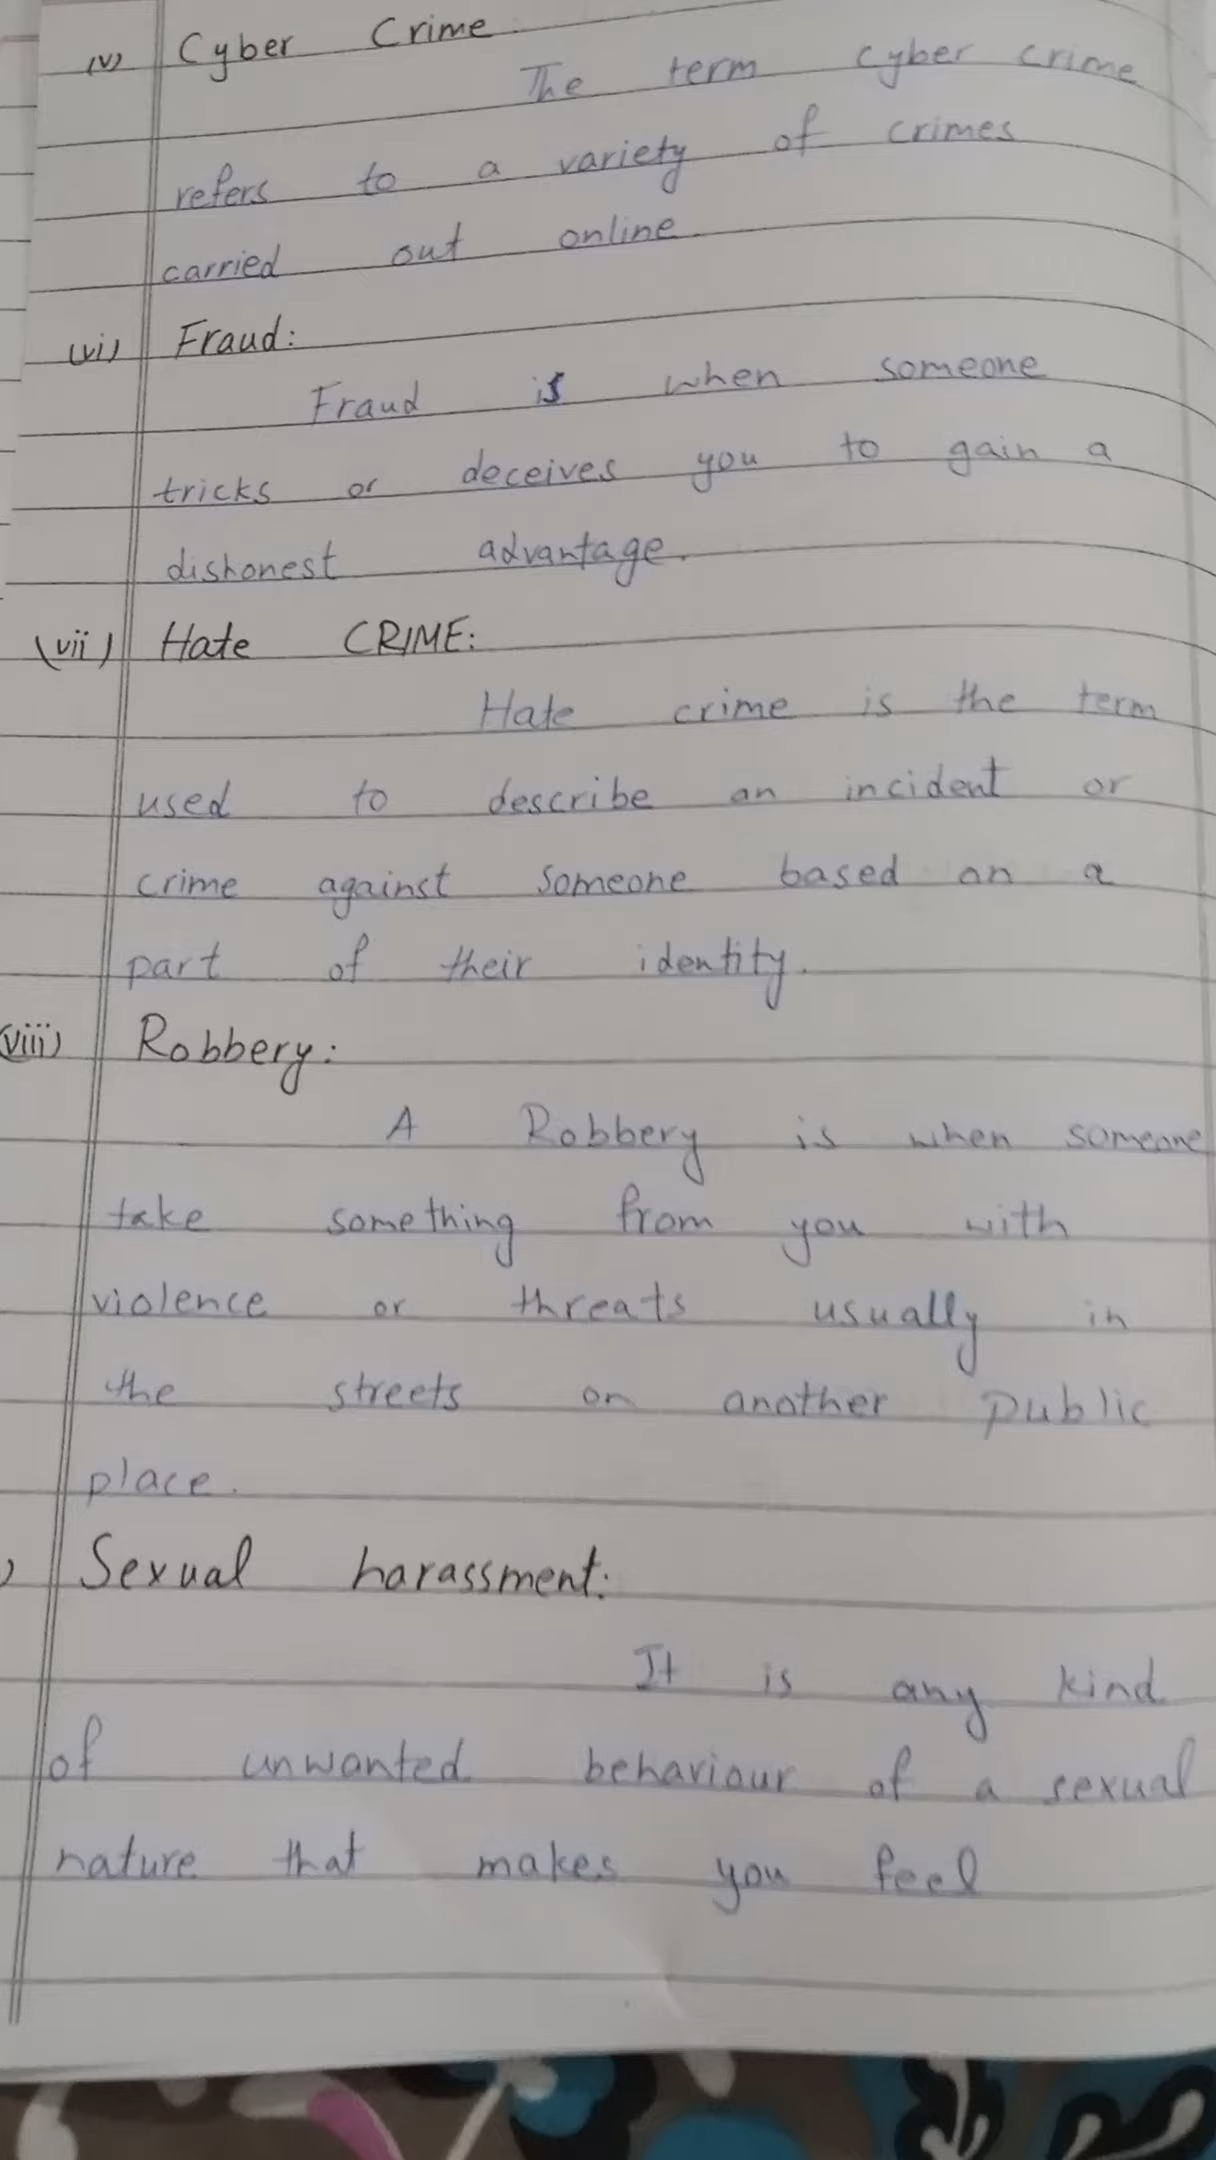 (v) Cyber Crime
The term cyber crime
refers to a variety of crimes
carried out online
(vi) Fraud:
Fraud is when someone
tricks or deceives you to gain a
dishonest advantage.
(vii) Hate CRIME:
Hate crime is the term
used to describe an incident or
crime against someone based on a
part of their identity.
(viii) Robbery:
A Robbery is when someone
take something from you with
violence or threats usually in
the streets on another public
place.
) Sexual harassment:
It is any kind
of unwanted behaviour of a sexual
nature that makes you feel